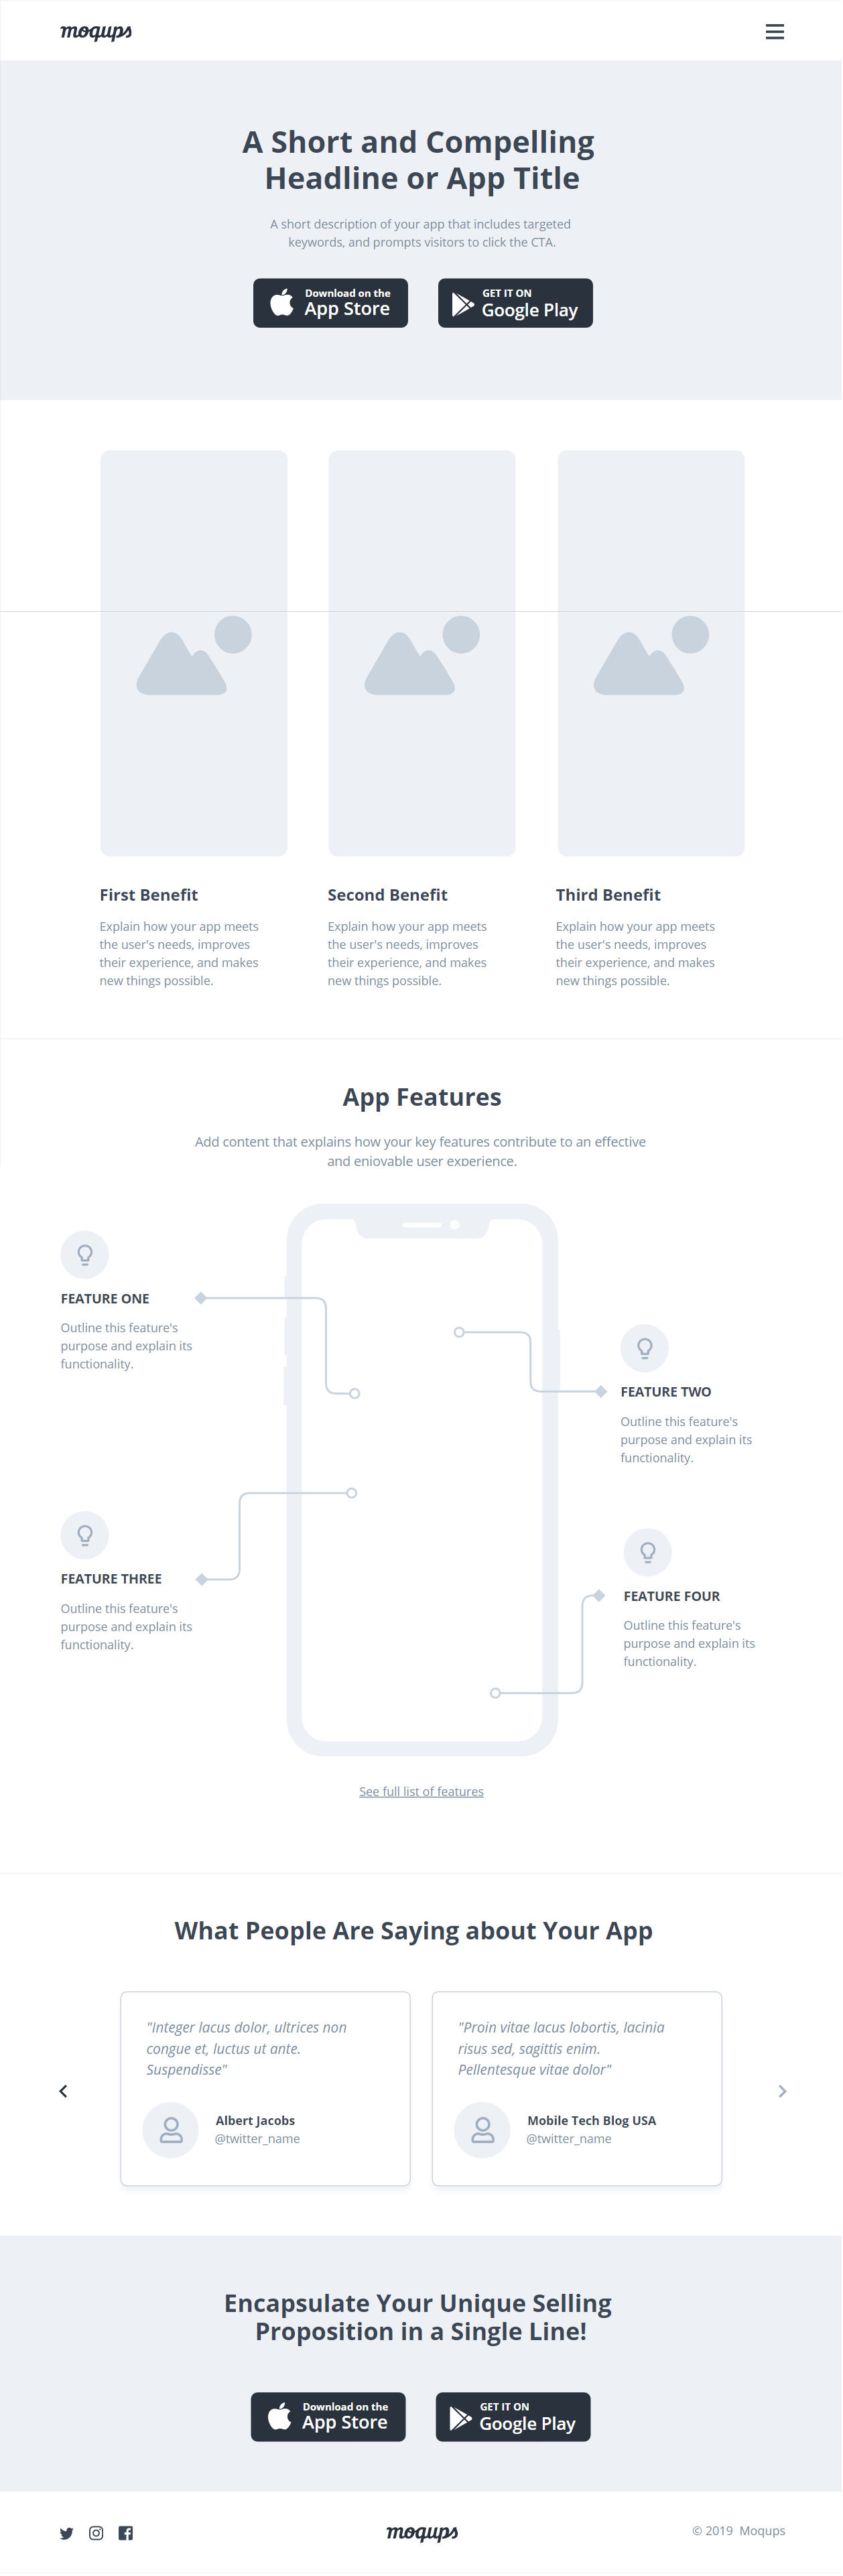 moqups
A Short and Compelling
Headline or App Title
A short description of your app that includes targeted
keywords, and prompts visitors to click the CTA.
Download on the
App Store
GET IT ON
Google Play
First Benefit
Explain how your app meets
the user's needs, improves
their experience, and makes
new things possible.
Second Benefit
Explain how your app meets
the user's needs, improves
their experience, and makes
new things possible.
Third Benefit
Explain how your app meets
the user's needs, improves
their experience, and makes
new things possible.
App Features
Add content that explains how your key features contribute to an effective
and enjoyable user experience.
FEATURE ONE
Outline this feature's
purpose and explain its
functionality.
FEATURE TWO
Outline this feature's
purpose and explain its
functionality.
FEATURE THREE
Outline this feature's
purpose and explain its
functionality.
FEATURE FOUR
Outline this feature's
purpose and explain its
functionality.
See full list of features
What People Are Saying about Your App
"Integer lacus dolor, ultrices non
congue et, luctus ut ante.
Suspendisse"
Albert Jacobs
@twitter_name
"Proin vitae lacus lobortis, lacinia
risus sed, sagittis enim.
Pellentesque vitae dolor"
Mobile Tech Blog USA
@twitter_name
Encapsulate Your Unique Selling
Proposition in a Single Line!
Download on the
App Store
GET IT ON
Google Play
moqups
© 2019 Moqups